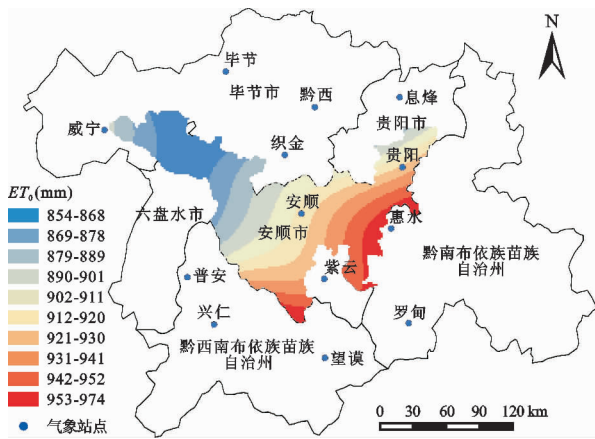 N
毕节
毕节市
黔西
息烽
贵阳市
威宁
织金
贵阳
六盘水市
安顺
安顺市
惠水
黔南布依族苗族
自治州
普安
紫云
兴仁
罗甸
黔西南布依族苗族
自治州
望谟
ET₀(mm)
854-868
869-878
879-889
890-901
902-911
912-920
921-930
931-941
942-952
953-974
气象站点
0 30 60 90 120 km